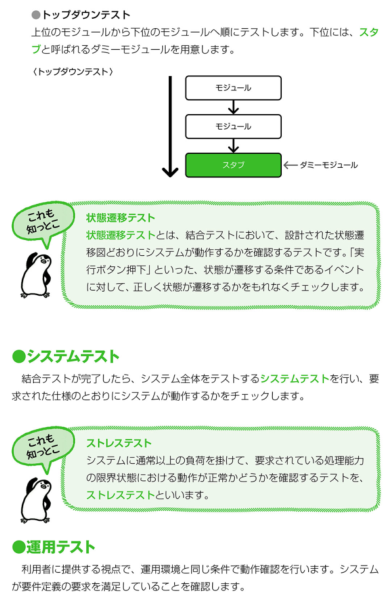 ●トップダウンテスト
上位のモジュールから下位のモジュールへ順にテストします。下位には、スタ
ブと呼ばれるダミーモジュールを用意します。
〈トップダウンテスト〉
モジュール
モジュール
スタブ
ダミーモジュール
これも
知っとこ
状態遷移テスト
状態遷移テストとは、結合テストにおいて、設計された状態遷
移図どおりにシステムが動作するかを確認するテストです。「実
行ボタン押下」といった、状態が遷移する条件であるイベント
に対して、正しく状態が遷移するかをもれなくチェックします。
●システムテスト
結合テストが完了したら、システム全体をテストするシステムテストを行い、要
求された仕様のとおりにシステムが動作するかをチェックします。
これも
知っとこ
ストレステスト
システムに通常以上の負荷を掛けて、要求されている処理能力
の限界状態における動作が正常かどうかを確認するテストを、
ストレステストといいます。
●運用テスト
利用者に提供する視点で、運用環境と同じ条件で動作確認を行います。システム
が要件定義の要求を満足していることを確認します。